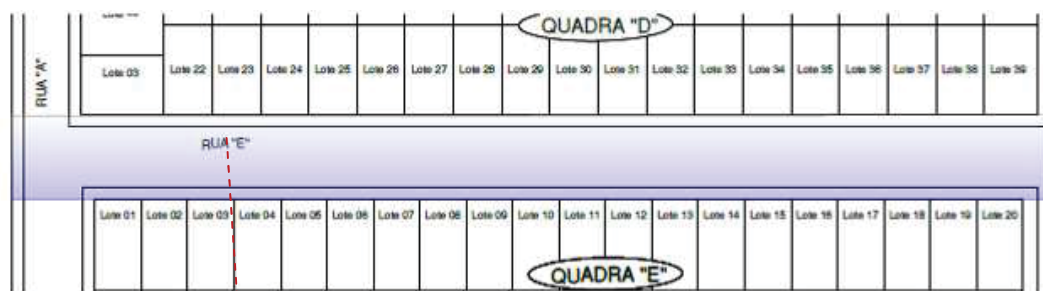 QUADRA "D"
RUA "A"
Lote 03
Lote 22 Lote 23 Lote 24 Lote 25 Lote 26 Lote 27 Lote 28 Lote 29 Lote 30 Lote 31 Lote 32 Lote 33 Lote 34 Lote 35 Lote 36 Lote 37 Lote 38 Lote 39
RUA "E"
Lote 01 Lote 02 Lote 03 Lote 04 Lote 05 Lote 06 Lote 07 Lote 08 Lote 09 Lote 10 Lote 11 Lote 12 Lote 13 Lote 14 Lote 15 Lote 16 Lote 17 Lote 18 Lote 19 Lote 20
QUADRA "E"